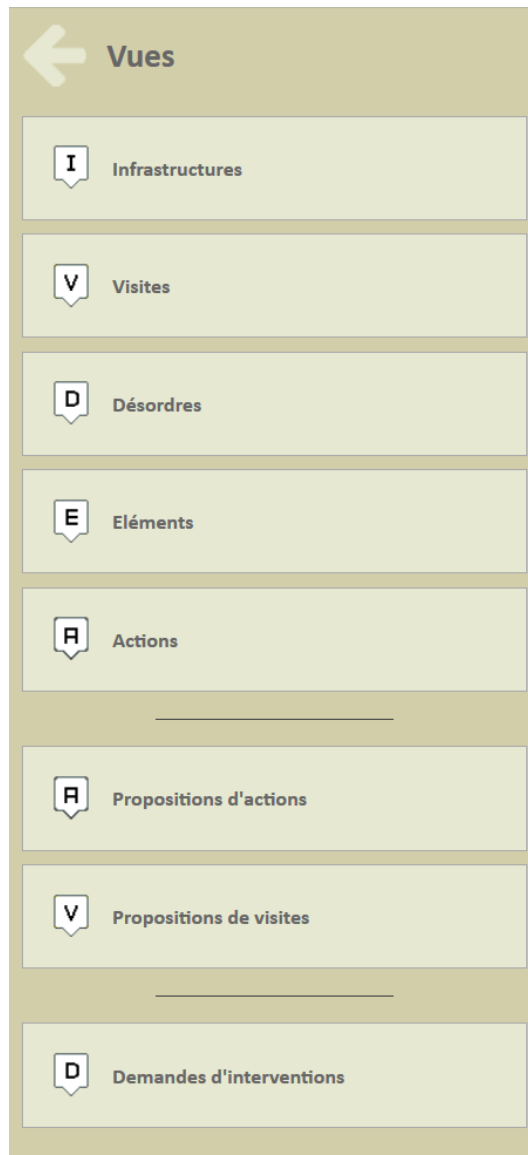 Vues
I Infrastructures
V Visites
D Désordres
E Eléments
A Actions
A Propositions d'actions
V Propositions de visites
D Demandes d'interventions